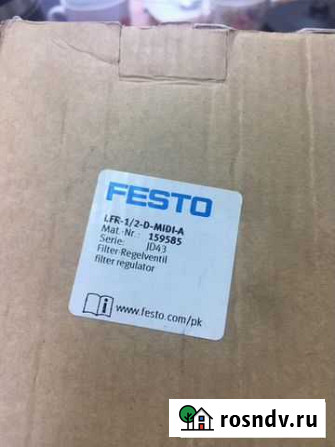 FESTO
LFR-1/2-D-MIDI-A
Mat.-Nr.: 159585
Serie: JD43
Filter-Regelventil
filter regulator
www.festo.com/pk
rosndv.ru